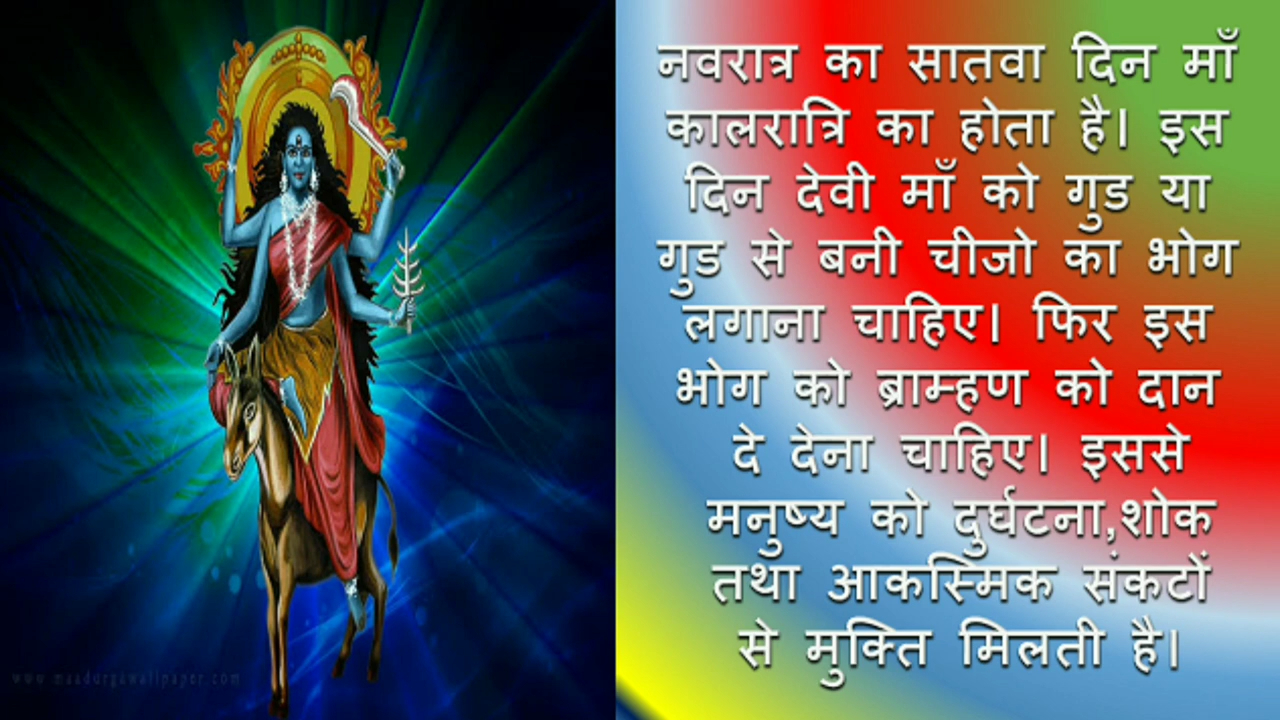 नवरात्र का सातवा दिन माँ
कालरात्रि का होता है। इस
दिन देवी माँ को गुड या
गुड से बनी चीजो का भोग
लगाना चाहिए। फिर इस
भोग को ब्राम्हण को दान
दे देना चाहिए। इससे
मनुष्य को दुर्घटना,शोक
तथा आकस्मिक संकटों
से मुक्ति मिलती है।
www.maadurgawallpaper.com